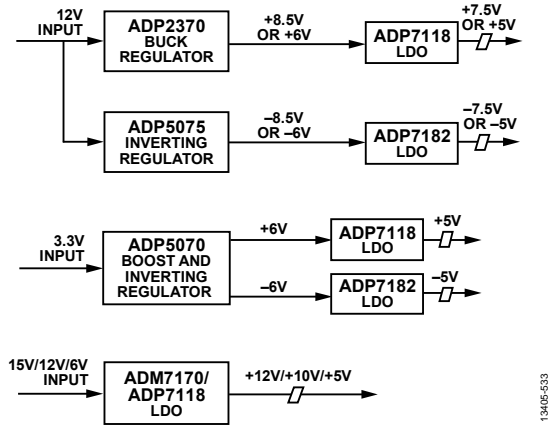 12V
INPUT
ADP2370
BUCK
REGULATOR
+8.5V
OR +6V
ADP7118
LDO
+7.5V
OR +5V
ADP5075
INVERTING
REGULATOR
–8.5V
OR –6V
ADP7182
LDO
–7.5V
OR –5V
3.3V
INPUT
ADP5070
BOOST AND
INVERTING
REGULATOR
+6V
ADP7118
LDO
+5V
–6V
ADP7182
LDO
–5V
15V/12V/6V
INPUT
ADM7170/
ADP7118
LDO
+12V/+10V/+5V
13405-533